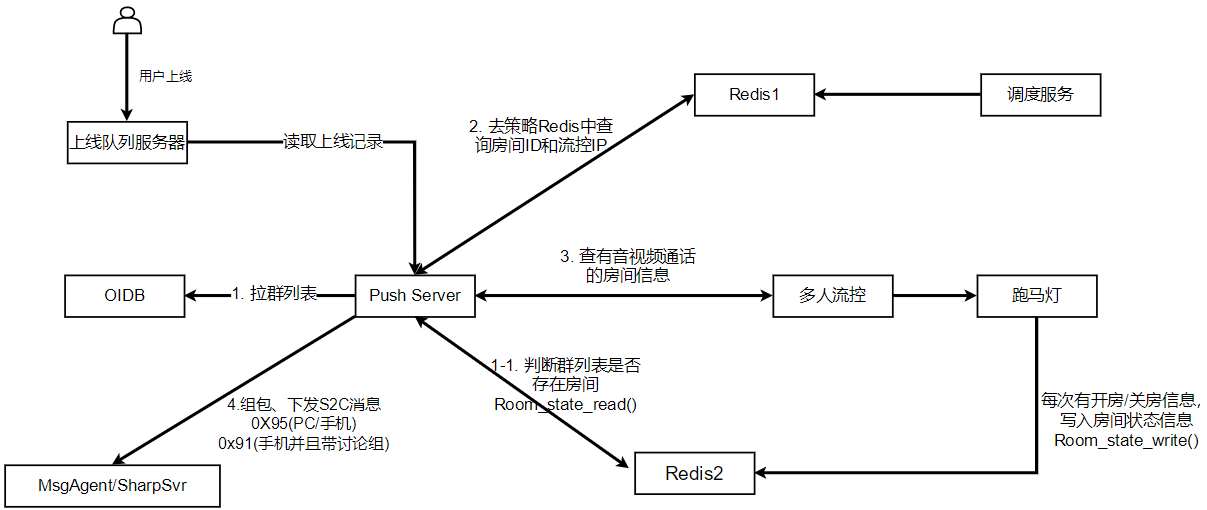 用户上线
上线队列服务器
读取上线记录
2. 去策略Redis中查
询房间ID和流控IP
Redis1
调度服务
OIDB
1. 拉群列表
Push Server
3. 查有音视频通话
的房间信息
多人流控
跑马灯
1-1. 判断群列表是否
存在房间
Room_state_read()
4.组包、下发S2C消息
0X95(PC/手机)
0x91(手机并且带讨论组)
每次有开房/关房信息，
写入房间状态信息
Room_state_write()
MsgAgent/SharpSvr
Redis2